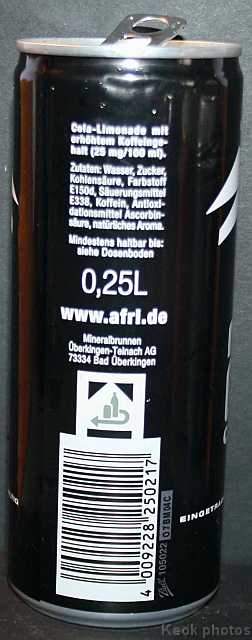 Cola-Limonade mit
erhöhtem Koffeinge-
halt (25 mg/100 ml).
Zutaten: Wasser, Zucker,
Kohlensäure, Farbstoff
E150d, Säuerungsmittel
E338, Koffein, Antioxi-
dationsmittel Ascorbin-
säure, natürliches Aroma.
Mindestens haltbar bis:
siehe Dosenboden
0,25L
www.afri.de
Mineralbrunnen
Überkingen-Teinach AG
73334 Bad Überkingen
4 009228 250217
105022
EINGETRA
Keok photos